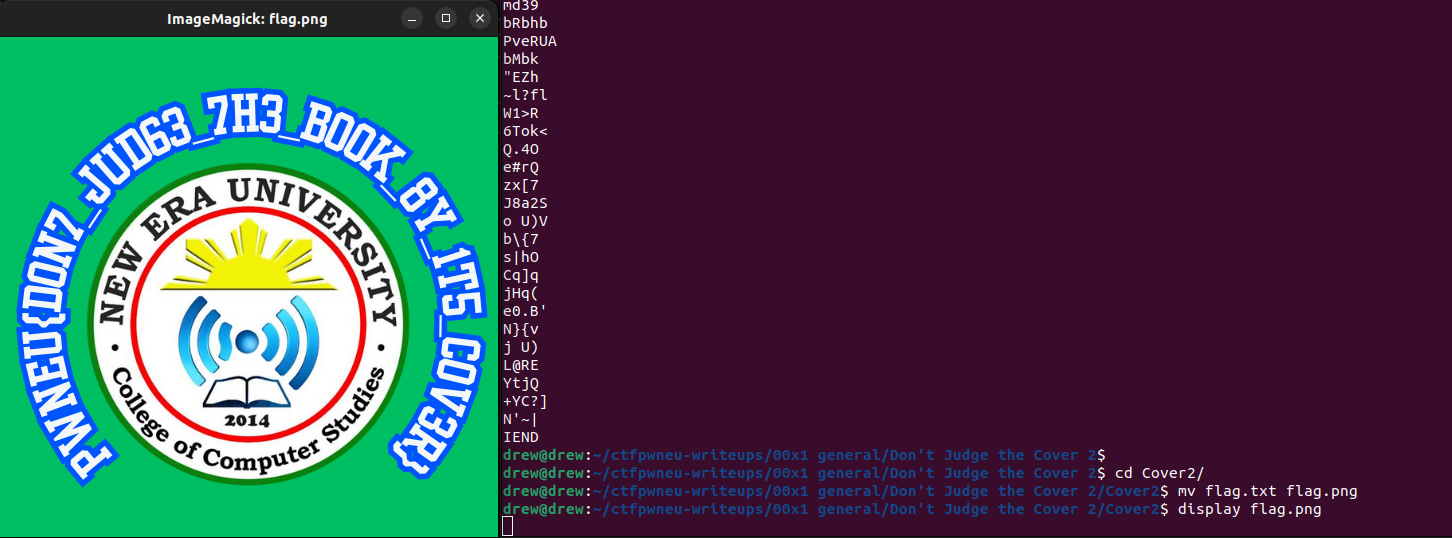 ImageMagick: flag.png
PWNEU{DON7_JUD63_7H3_BOOK_8Y_1T5_COV3R}
NEW ERA UNIVERSITY
2014
College of Computer Studies
md39
bRbhb
PveRUA
bMbk
"EZh
~l?fl
W1>R
6Tok<
Q.4O
e#rQ
zx[7
J8a2S
o U)V
b\{7
s|hO
Cq]q
jHq(
e0.B'
N}{v
j U)
L@RE
YtjQ
+YC?]
N'~|
IEND
drew@drew:~/ctfpwneu-writeups/00x1 general/Don't Judge the Cover 2$
drew@drew:~/ctfpwneu-writeups/00x1 general/Don't Judge the Cover 2$ cd Cover2/
drew@drew:~/ctfpwneu-writeups/00x1 general/Don't Judge the Cover 2/Cover2$ mv flag.txt flag.png
drew@drew:~/ctfpwneu-writeups/00x1 general/Don't Judge the Cover 2/Cover2$ display flag.png